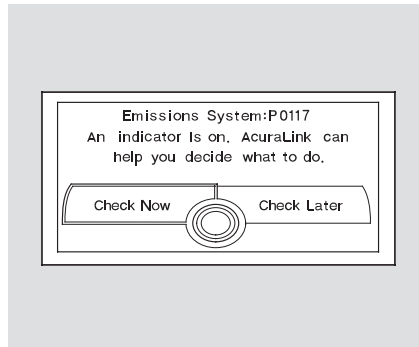 Emissions System:P0117
An indicator Is on. AcuraLink can
help you decide what to do.
Check Now Check Later